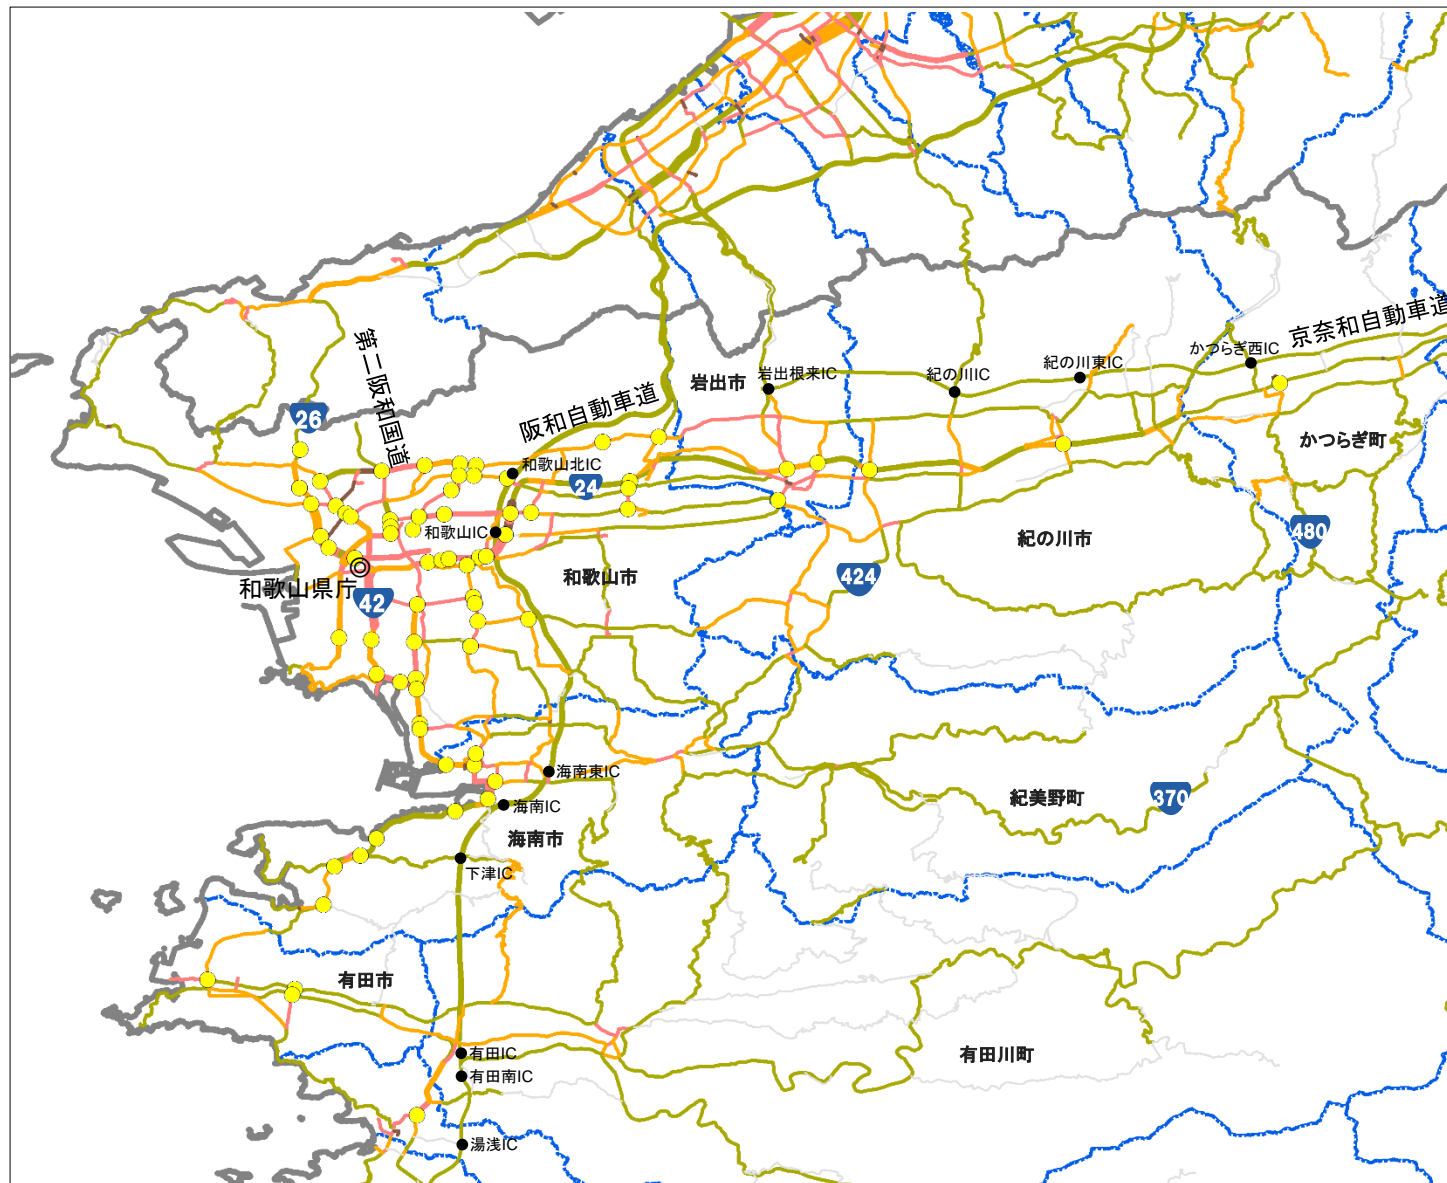 京奈和自動車道
かつらぎ西IC
紀の川東IC
紀の川IC
岩出根来IC
岩出市
第二阪和国道
阪和自動車道
26
かつらぎ町
和歌山北IC
24
和歌山IC
480
紀の川市
和歌山市
424
和歌山県庁
42
海南東IC
海南IC
紀美野町
370
海南市
下津IC
有田市
有田IC
有田南IC
有田川町
湯浅IC